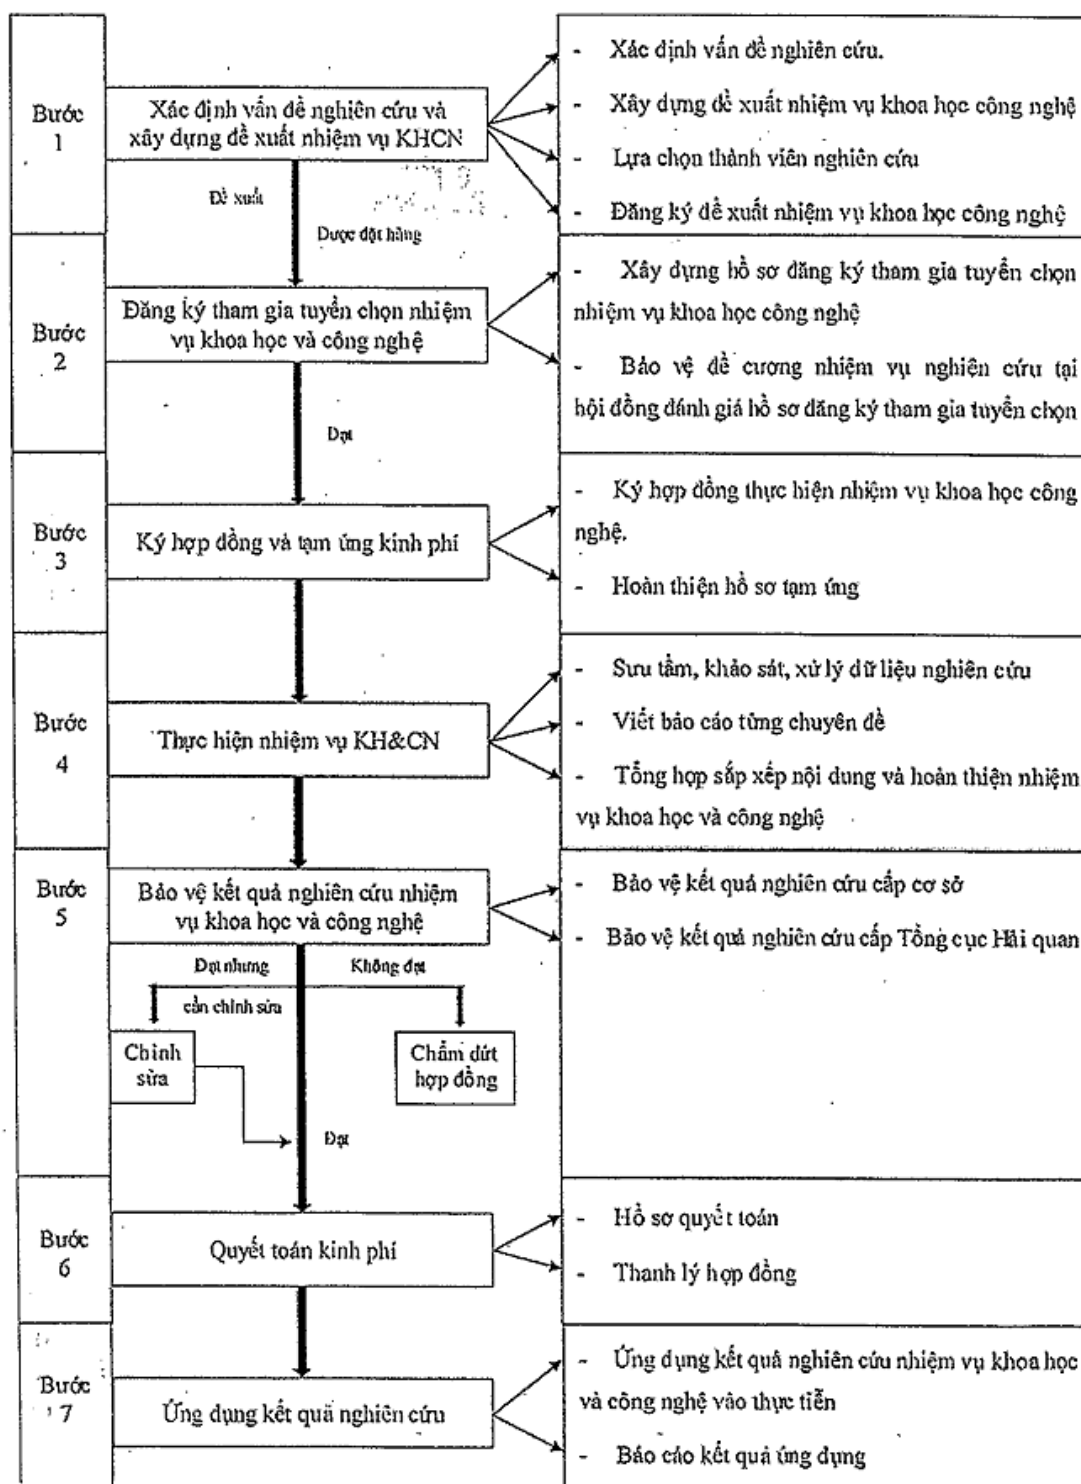 Bước
1
Xác định vấn đề nghiên cứu và
xây dựng đề xuất nhiệm vụ KHCN
- Xác định vấn đề nghiên cứu.
- Xây dựng đề xuất nhiệm vụ khoa học công nghệ
- Lựa chọn thành viên nghiên cứu
- Đăng ký đề xuất nhiệm vụ khoa học công nghệ
Đề xuất
Được đặt hàng
Bước
2
Đăng ký tham gia tuyển chọn nhiệm
vụ khoa học và công nghệ
- Xây dựng hồ sơ đăng ký tham gia tuyển chọn
nhiệm vụ khoa học công nghệ
- Bảo vệ đề cương nhiệm vụ nghiên cứu tại
hội đồng đánh giá hồ sơ đăng ký tham gia tuyển chọn
Đạt
Bước
3
Ký hợp đồng và tạm ứng kinh phí
- Ký hợp đồng thực hiện nhiệm vụ khoa học công
nghệ.
- Hoàn thiện hồ sơ tạm ứng
Bước
4
Thực hiện nhiệm vụ KH&CN
- Sưu tầm, khảo sát, xử lý dữ liệu nghiên cứu
- Viết báo cáo từng chuyên đề
- Tổng hợp sắp xếp nội dung và hoàn thiện nhiệm
vụ khoa học và công nghệ
Bước
5
Bảo vệ kết quả nghiên cứu nhiệm
vụ khoa học và công nghệ
- Bảo vệ kết quả nghiên cứu cấp cơ sở
- Bảo vệ kết quả nghiên cứu cấp Tổng cục Hải quan
Đạt nhưng
cần chỉnh sửa
Không đạt
Chỉnh
sửa
Chấm dứt
hợp đồng
Đạt
Bước
6
Quyết toán kinh phí
- Hồ sơ quyết toán
- Thanh lý hợp đồng
Bước
7
Ứng dụng kết quả nghiên cứu
- Ứng dụng kết quả nghiên cứu nhiệm vụ khoa học
và công nghệ vào thực tiễn
- Báo cáo kết quả ứng dụng